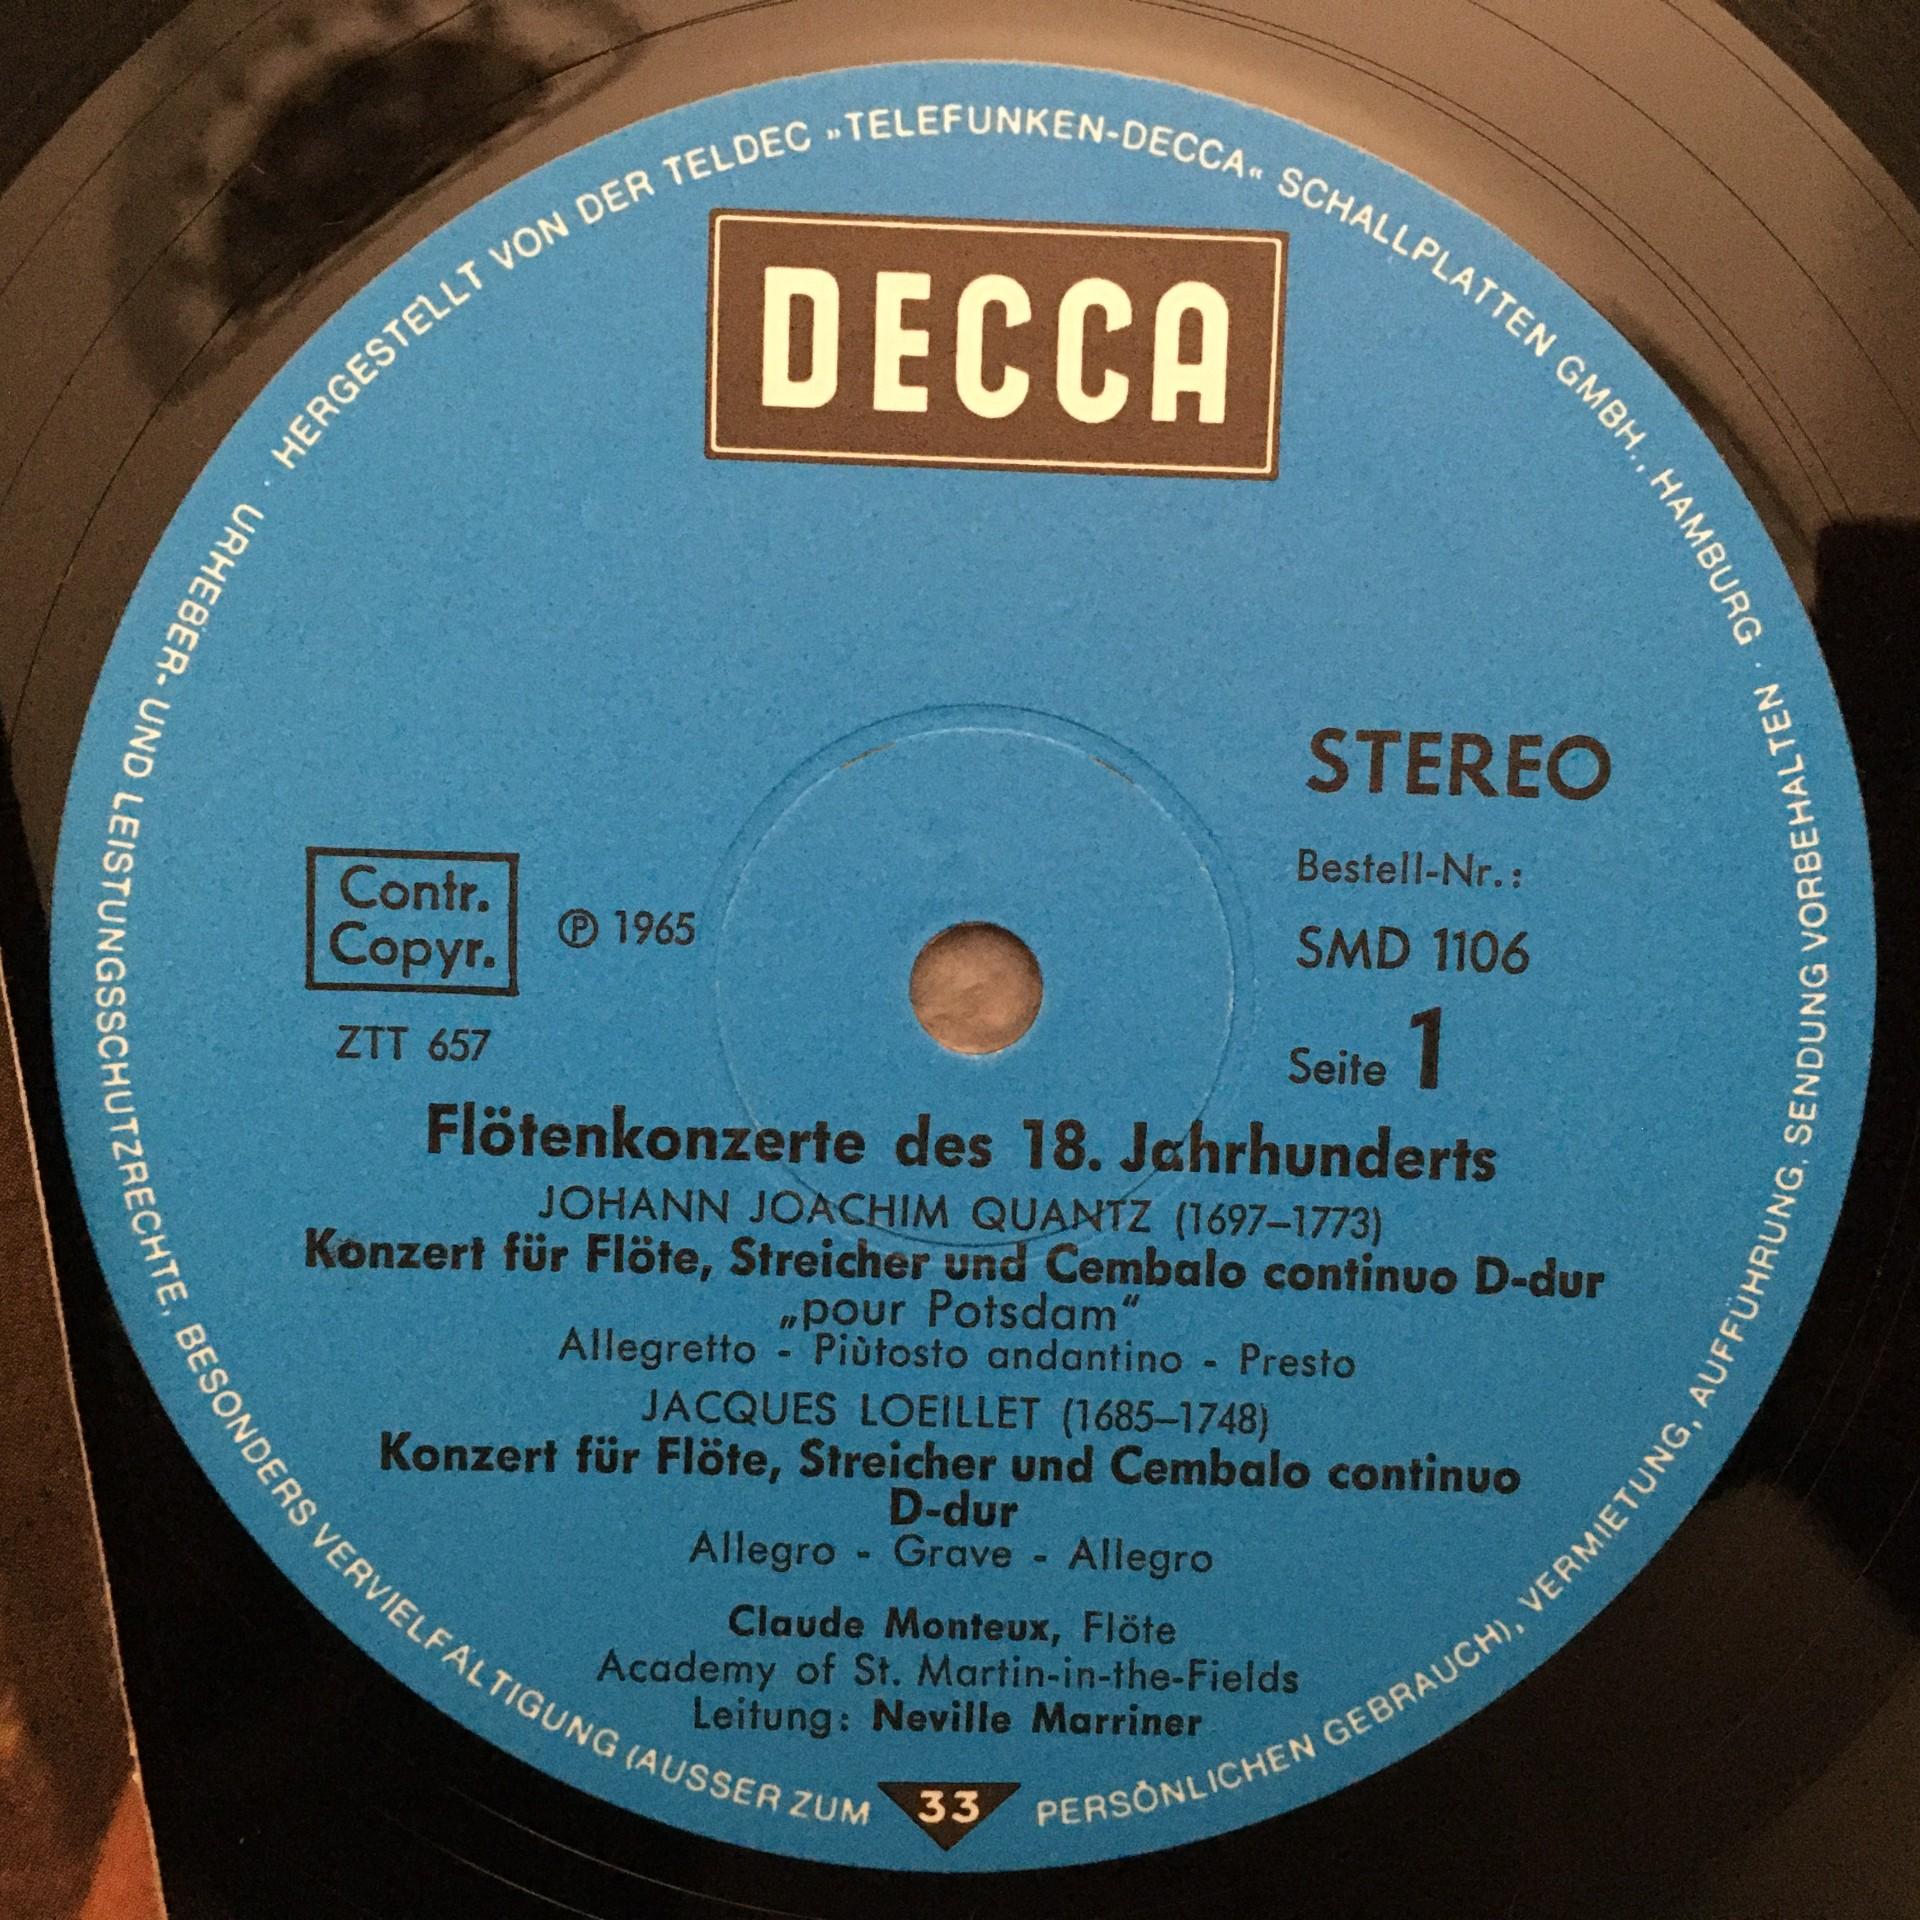 HERGESTELLT VON DER TELDEC „TELEFUNKEN-DECCA“ SCHALLPLATTEN GMBH., HAMBURG · URHEBER- UND LEISTUNGSSCHUTZRECHTE, BESONDERS VERVIELFÄLTIGUNG (AUSSER ZUM PERSÖNLICHEN GEBRAUCH), VERMIETUNG, AUFFÜHRUNG, SENDUNG VORBEHALTEN ·
DECCA
STEREO
Bestell-Nr.:
SMD 1106
Seite 1
Contr.
Copyr.
℗ 1965
ZTT 657
Flötenkonzerte des 18. Jahrhunderts
JOHANN JOACHIM QUANTZ (1697–1773)
Konzert für Flöte, Streicher und Cembalo continuo D-dur
„pour Potsdam“
Allegretto - Piùtosto andantino - Presto
JACQUES LOEILLET (1685–1748)
Konzert für Flöte, Streicher und Cembalo continuo
D-dur
Allegro - Grave - Allegro
Claude Monteux, Flöte
Academy of St. Martin-in-the-Fields
Leitung: Neville Marriner
33